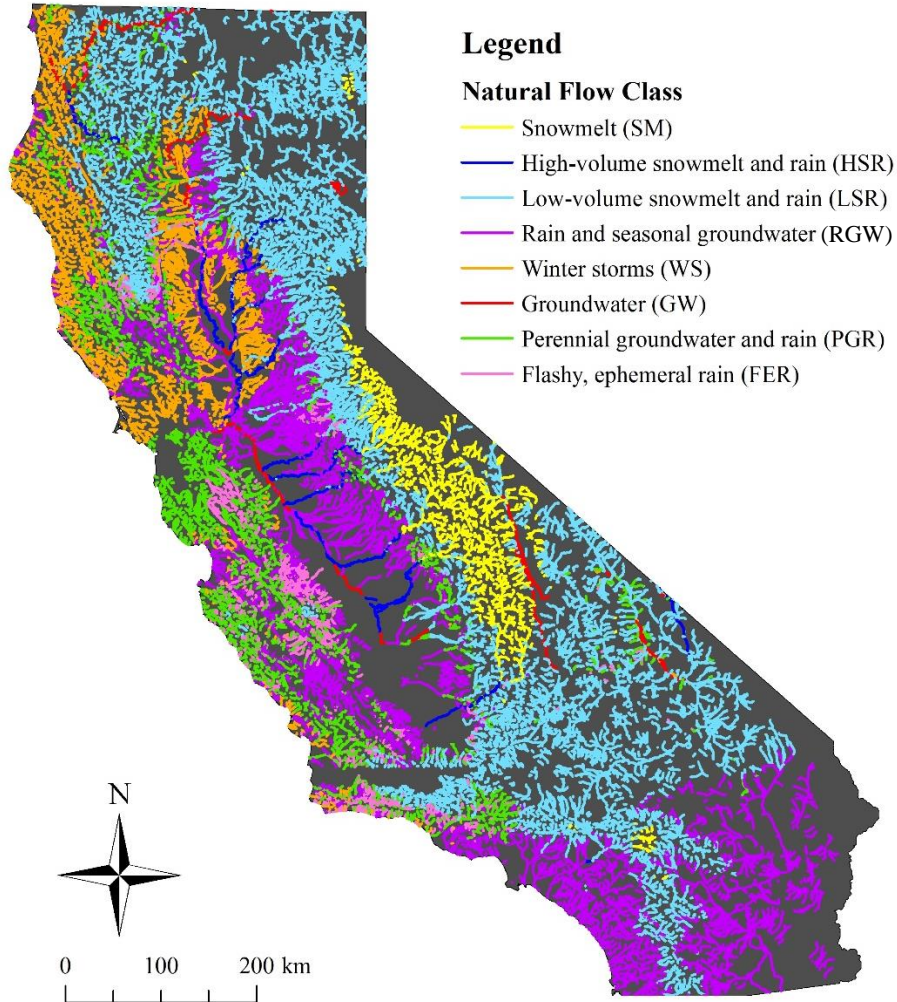 Legend
Natural Flow Class
Snowmelt (SM)
High-volume snowmelt and rain (HSR)
Low-volume snowmelt and rain (LSR)
Rain and seasonal groundwater (RGW)
Winter storms (WS)
Groundwater (GW)
Perennial groundwater and rain (PGR)
Flashy, ephemeral rain (FER)
N
0 100 200 km